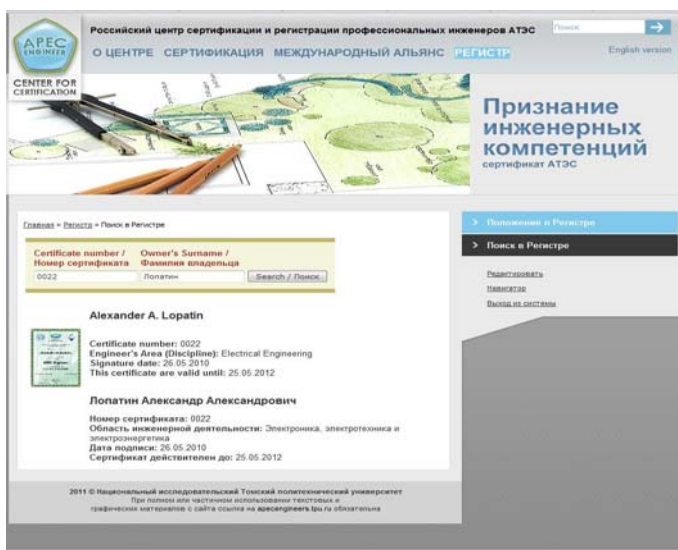 APEC
ENGINEER
CENTER FOR
CERTIFICATION
Российский центр сертификации и регистрации профессиональных инженеров АТЭС
Поиск
О ЦЕНТРЕ СЕРТИФИКАЦИЯ МЕЖДУНАРОДНЫЙ АЛЬЯНС РЕГИСТР
English version
Признание
инженерных
компетенций
сертификат АТЭС
Главная » Регистр » Поиск в Регистре
Certificate number / Owner's Surname /
Номер сертификата Фамилия владельца
0022 Лопатин Search / Поиск
> Положение о Регистре
> Поиск в Регистре
Редактировать
Навигатор
Выход из системы
Alexander A. Lopatin
Certificate number: 0022
Engineer's Area (Discipline): Electrical Engineering
Signature date: 26.05.2010
This certificate are valid until: 25.05.2012
Лопатин Александр Александрович
Номер сертификата: 0022
Область инженерной деятельности: Электроника, электротехника и
электроэнергетика
Дата подписи: 26.05.2010
Сертификат действителен до: 25.05.2012
2011 © Национальный исследовательский Томский политехнический университет
При полном или частичном использовании текстовых и
графических материалов с сайта ссылка на apecengineers.tpu.ru обязательна